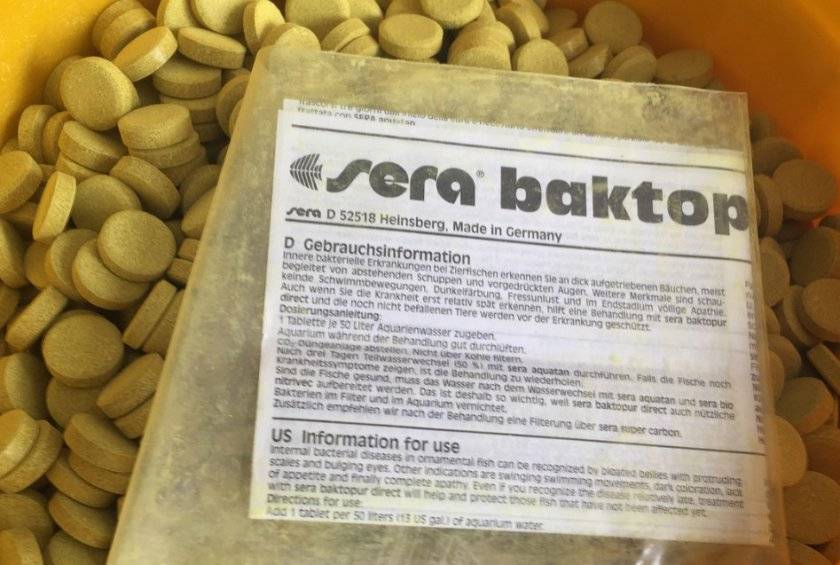 trattata con sera aquatan
sera® baktop
sera D 52518 Heinsberg, Made in Germany
D Gebrauchsinformation
Innere bakterielle Erkrankungen bei Zierfischen erkennen Sie an dick aufgetriebenen Bäuchen, meist
begleitet von abstehenden Schuppen und vorgedrückten Augen. Weitere Merkmale sind schau-
kelnde Schwimmbewegungen, Dunkelfärbung, Fressunlust und im Endstadium völlige Apathie.
Auch wenn Sie die Krankheit erst relativ spät erkennen, hilft eine Behandlung mit sera baktopur
direct und die noch nicht befallenen Tiere werden vor der Erkrankung geschützt.
Dosierungsanleitung:
1 Tablette je 50 Liter Aquarienwasser zugeben.
Aquarium während der Behandlung gut durchlüften.
CO₂-Düngeanlage abstellen. Nicht über Kohle filtern.
Nach drei Tagen Teilwasserwechsel (50 %) mit sera aquatan durchführen. Falls die Fische noch
Krankheitssymptome zeigen, ist die Behandlung zu wiederholen.
Sind die Fische gesund, muss das Wasser nach dem Wasserwechsel mit sera aquatan und sera bio
nitrivec aufbereitet werden. Das ist deshalb so wichtig, weil sera baktopur direct auch nützliche
Bakterien im Filter und im Aquarium vernichtet.
Zusätzlich empfehlen wir nach der Behandlung eine Filterung über sera super carbon.
US Information for use
Internal bacterial diseases in ornamental fish can be recognized by bloated bellies with protruding
scales and bulging eyes. Other indications are swinging swimming movements, dark coloration, lack
of appetite and finally complete apathy. Even if you recognize the disease relatively late, treatment
with sera baktopur direct will help and protect those fish that have not been affected yet.
Directions for use:
Add 1 tablet per 50 liters (13 US gal.) of aquarium water